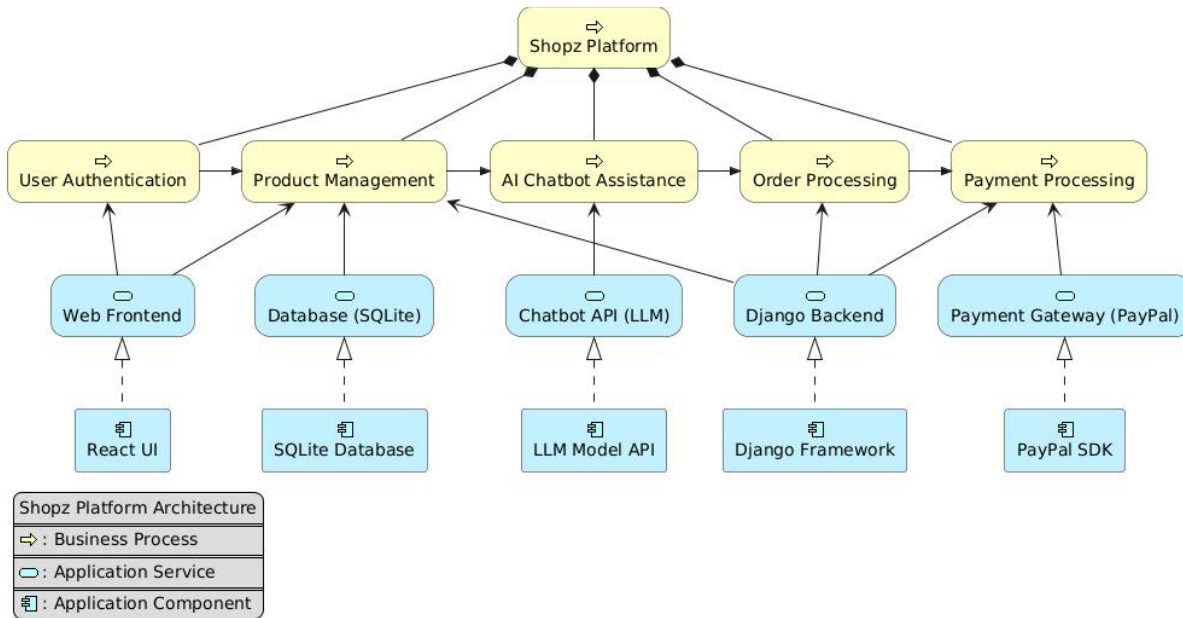 Shopz Platform
User Authentication
Product Management
AI Chatbot Assistance
Order Processing
Payment Processing
Web Frontend
Database (SQLite)
Chatbot API (LLM)
Django Backend
Payment Gateway (PayPal)
React UI
SQLite Database
LLM Model API
Django Framework
PayPal SDK
Shopz Platform Architecture
: Business Process
: Application Service
: Application Component